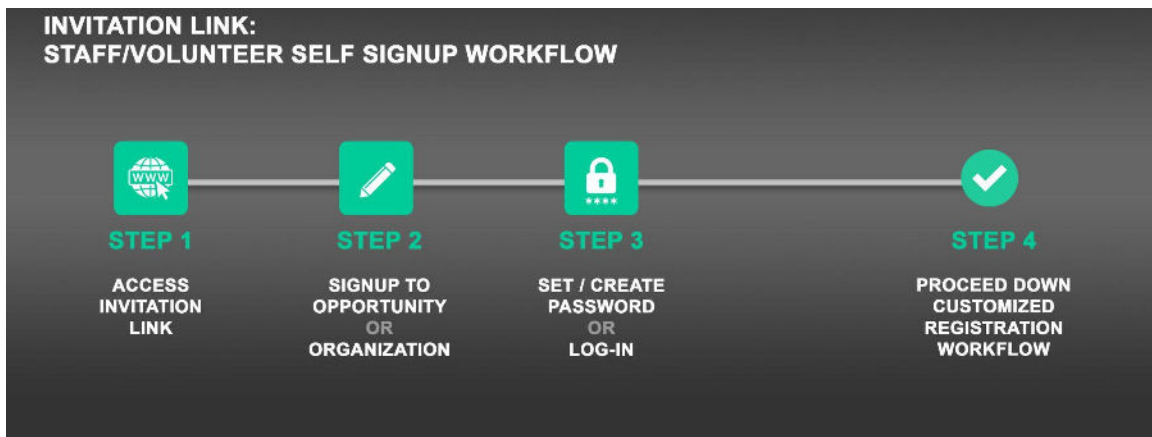 INVITATION LINK:
STAFF/VOLUNTEER SELF SIGNUP WORKFLOW
WWW
****
STEP 1
ACCESS
INVITATION
LINK
STEP 2
SIGNUP TO
OPPORTUNITY
OR
ORGANIZATION
STEP 3
SET / CREATE
PASSWORD
OR
LOG-IN
STEP 4
PROCEED DOWN
CUSTOMIZED
REGISTRATION
WORKFLOW